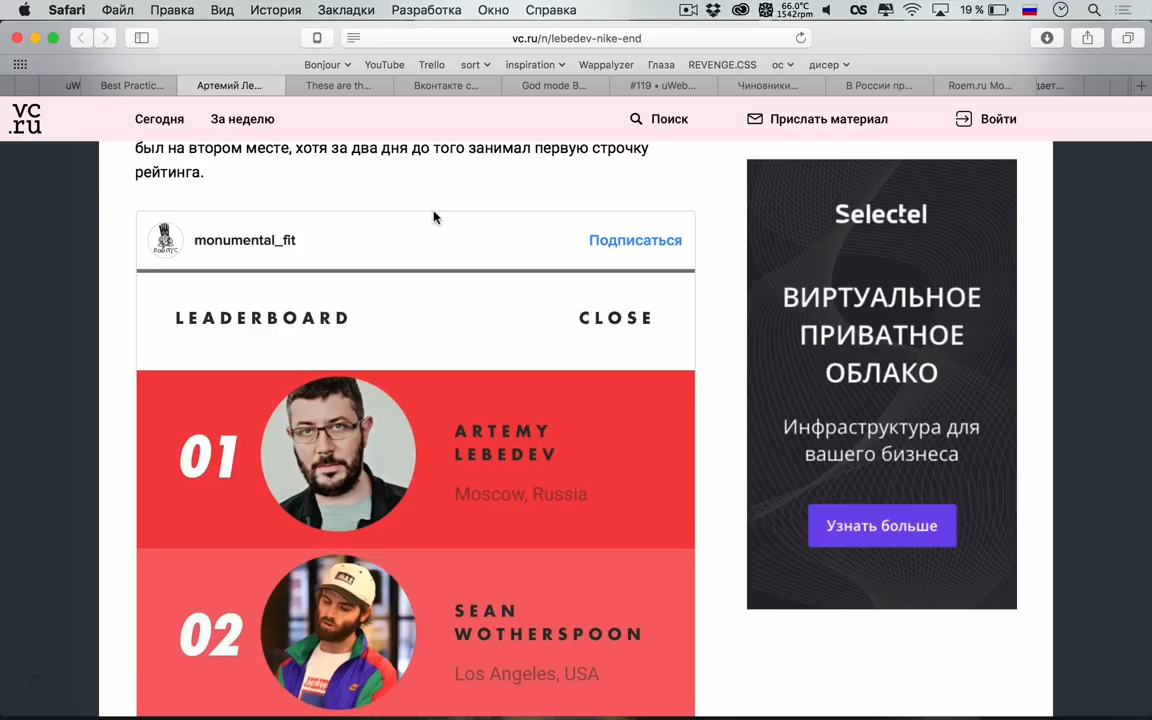 Safari Файл Правка Вид История Закладки Разработка Окно Справка
66.0°C
1542rpm
OS
19 %
vc.ru/n/lebedev-nike-end
Bonjour YouTube Trello sort inspiration Wappalyzer Глаза REVENGE.CSS ос дисер
uW Best Practic... Артемий Ле... These are th... Вконтакте с... God mode В... #119 • uWeb... Чиновники... В России пр... Roem.ru Mo... дает...
vc
.ru
Сегодня За неделю Поиск Прислать материал Войти
был на втором месте, хотя за два дня до того занимал первую строчку
рейтинга.
monumental_fit Подписаться
LEADERBOARD CLOSE
01
ARTEMY
LEBEDEV
Moscow, Russia
02
SEAN
WOTHERSPOON
Los Angeles, USA
Selectel
ВИРТУАЛЬНОЕ
ПРИВАТНОЕ
ОБЛАКО
Инфраструктура для
вашего бизнеса
Узнать больше